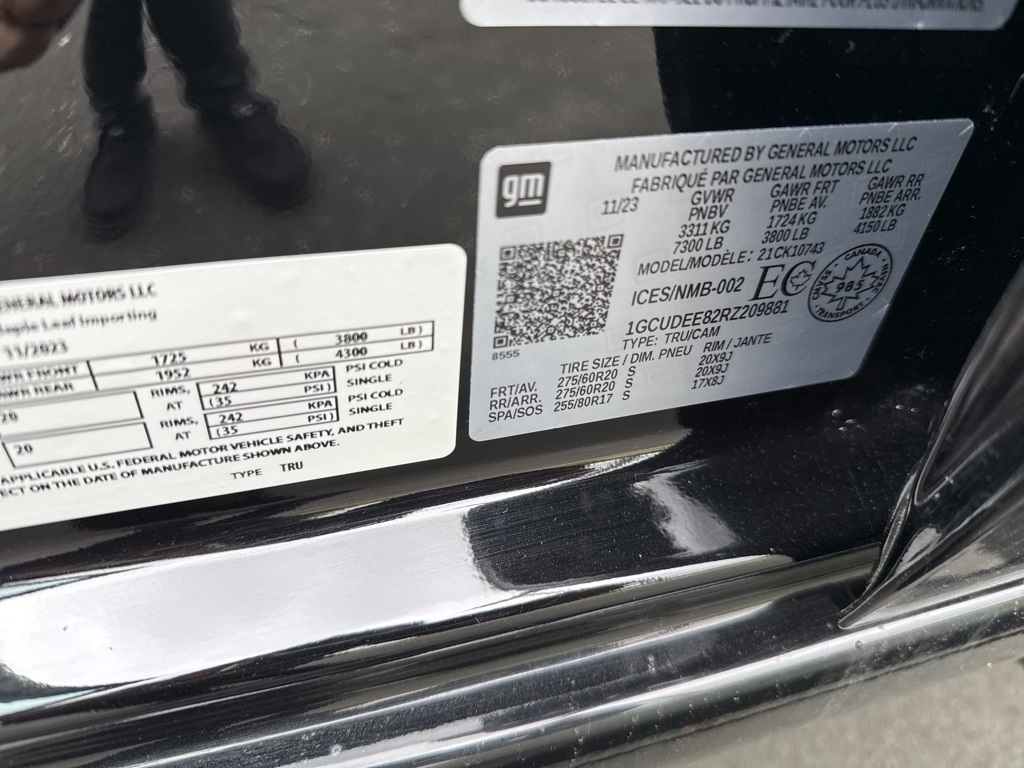 gm
MANUFACTURED BY GENERAL MOTORS LLC
FABRIQUÉ PAR GENERAL MOTORS LLC
11/23 GVWR GAWR FRT GAWR RR
PNBV PNBE AV. PNBE ARR.
3311 KG 1724 KG 1882 KG
7300 LB 3800 LB 4150 LB
MODEL/MODÈLE: 21CK10743
ICES/NMB-002 EC
CANADA
985
TRANSPORT
1GCUDEE82RZ209881
TYPE: TRU/CAM
8555
TIRE SIZE / DIM. PNEU RIM / JANTE
FRT/AV. 275/60R20 S 20X9J
RR/ARR. 275/60R20 S 20X9J
SPA/SOS 255/80R17 S 17X8J
GENERAL MOTORS LLC
Maple Leaf Importing
11/2023
FRONT 1725 KG ( 3800 LB )
REAR 1952 KG ( 4300 LB )
20 RIMS, 242 KPA PSI COLD
AT (35 PSI) SINGLE
20 RIMS, 242 KPA PSI COLD
AT (35 PSI) SINGLE
APPLICABLE U.S. FEDERAL MOTOR VEHICLE SAFETY, AND THEFT
ECT ON THE DATE OF MANUFACTURE SHOWN ABOVE.
TYPE TRU